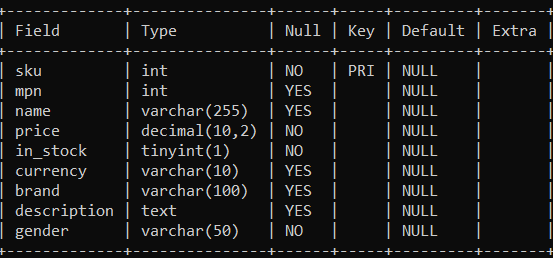 +-------------+---------------+------+-----+---------+-------+
| Field       | Type          | Null | Key | Default | Extra |
+-------------+---------------+------+-----+---------+-------+
| sku         | int           | NO   | PRI | NULL    |       |
| mpn         | int           | YES  |     | NULL    |       |
| name        | varchar(255)  | YES  |     | NULL    |       |
| price       | decimal(10,2) | NO   |     | NULL    |       |
| in_stock    | tinyint(1)    | NO   |     | NULL    |       |
| currency    | varchar(10)   | YES  |     | NULL    |       |
| brand       | varchar(100)  | YES  |     | NULL    |       |
| description | text          | YES  |     | NULL    |       |
| gender      | varchar(50)   | NO   |     | NULL    |       |
+-------------+---------------+------+-----+---------+-------+